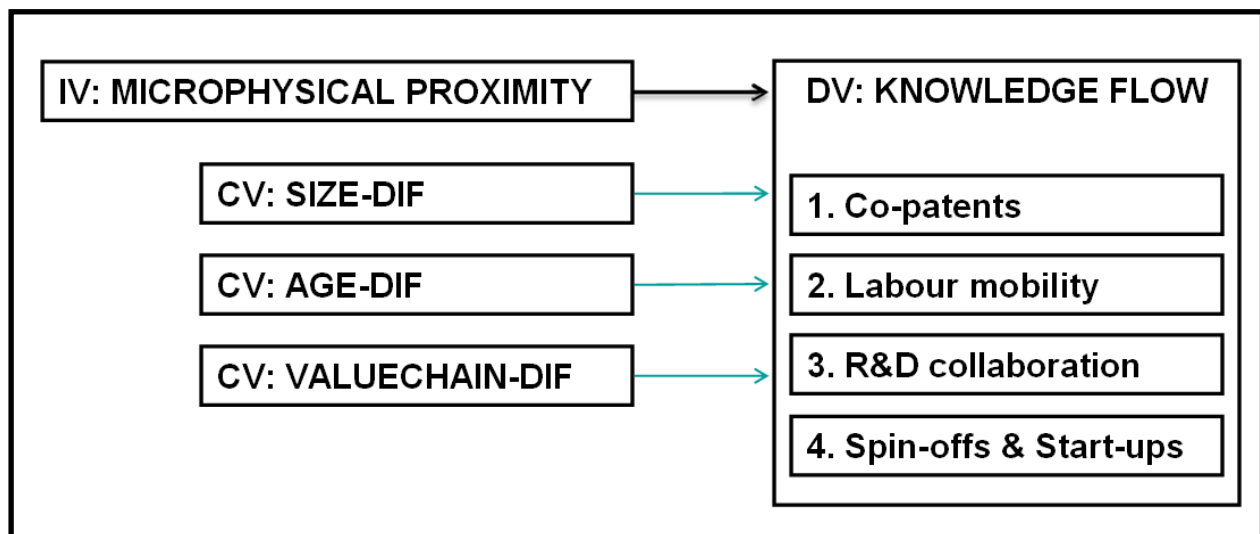 IV: MICROPHYSICAL PROXIMITY
CV: SIZE-DIF
CV: AGE-DIF
CV: VALUECHAIN-DIF
DV: KNOWLEDGE FLOW
1. Co-patents
2. Labour mobility
3. R&D collaboration
4. Spin-offs & Start-ups